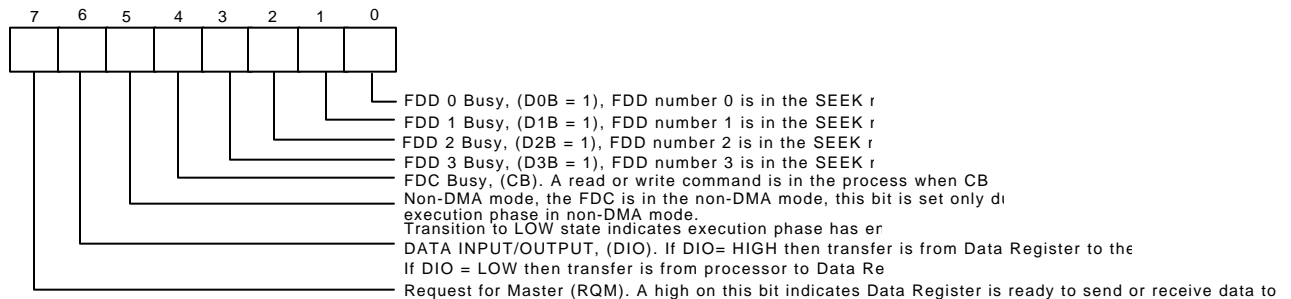 7 6 5 4 3 2 1 0
FDD 0 Busy, (D0B = 1), FDD number 0 is in the SEEK
FDD 1 Busy, (D1B = 1), FDD number 1 is in the SEEK
FDD 2 Busy, (D2B = 1), FDD number 2 is in the SEEK
FDD 3 Busy, (D3B = 1), FDD number 3 is in the SEEK
FDC Busy, (CB). A read or write command is in the process when CB
Non-DMA mode, the FDC is in the non-DMA mode, this bit is set only
execution phase in non-DMA mode.
Transition to LOW state indicates execution phase has
DATA INPUT/OUTPUT, (DIO). If DIO= HIGH then transfer is from Data Register to the
If DIO = LOW then transfer is from processor to Data Re
Request for Master (RQM). A high on this bit indicates Data Register is ready to send or receive data to